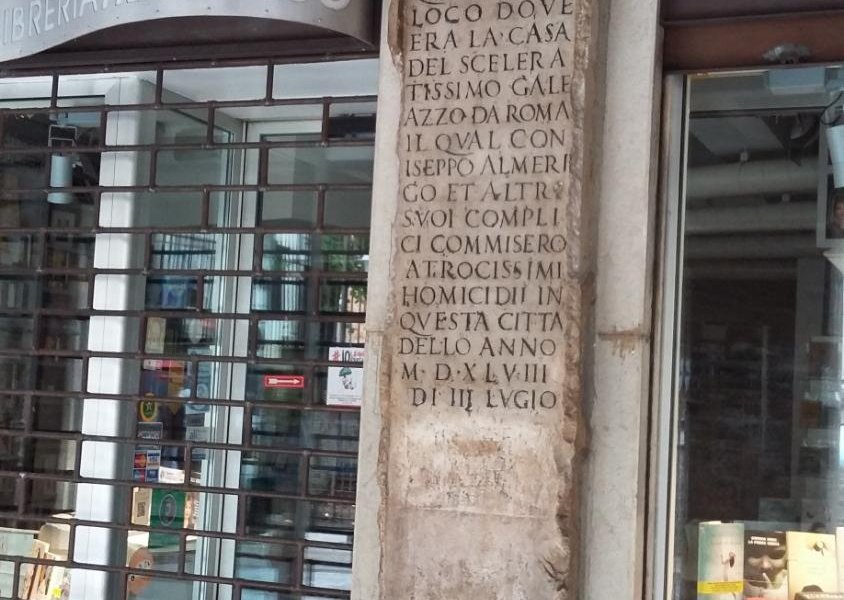 LIBRERIA
LOCO DOVE
ERA LA CASA
DEL SCELERA
TISSIMO GALE
AZZO DA ROMA
IL QVAL CON
ISEPPO ALMERI
GO ET ALTRI
SVOI COMPLI
CI COMMISERO
ATROCISSIMI
HOMICIDII IN
QVESTA CITTA
DELLO ANNO
M·D·XLVIII
DI III LVGIO